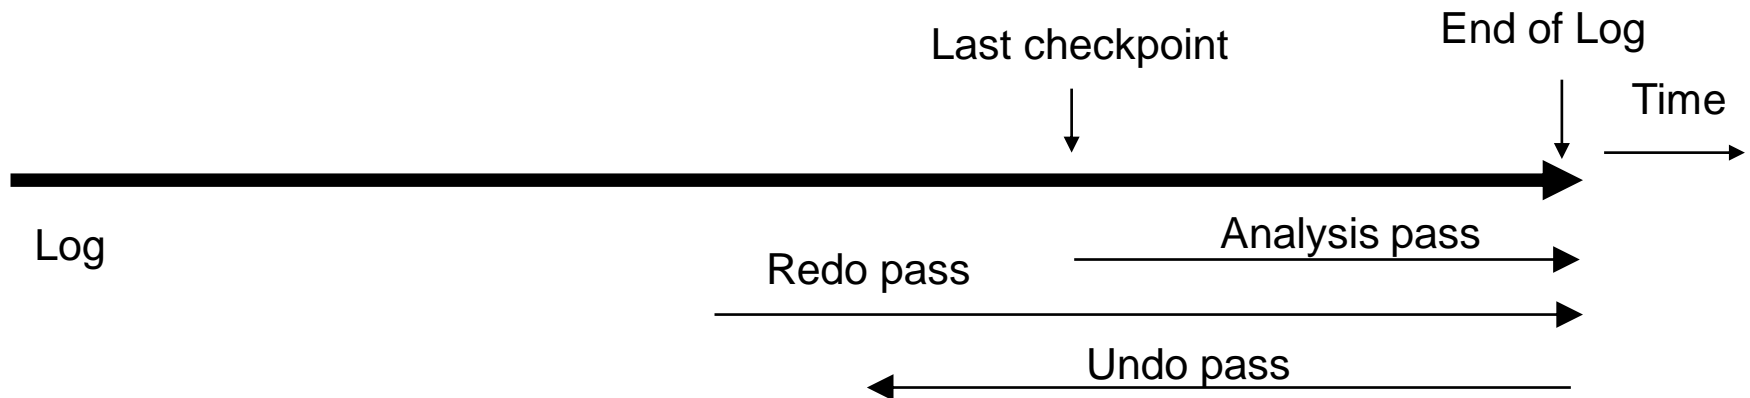 Last checkpoint
End of Log
Time
Log
Analysis pass
Redo pass
Undo pass